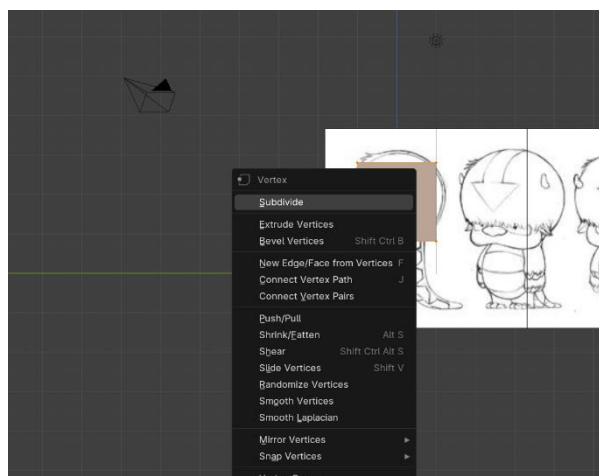 Vertex
Subdivide
Extrude Vertices
Bevel Vertices Shift Ctrl B
New Edge/Face from Vertices F
Connect Vertex Path J
Connect Vertex Pairs
Push/Pull
Shrink/Fatten Alt S
Shear Shift Ctrl Alt S
Slide Vertices Shift V
Randomize Vertices
Smooth Vertices
Smooth Laplacian
Mirror Vertices
Snap Vertices